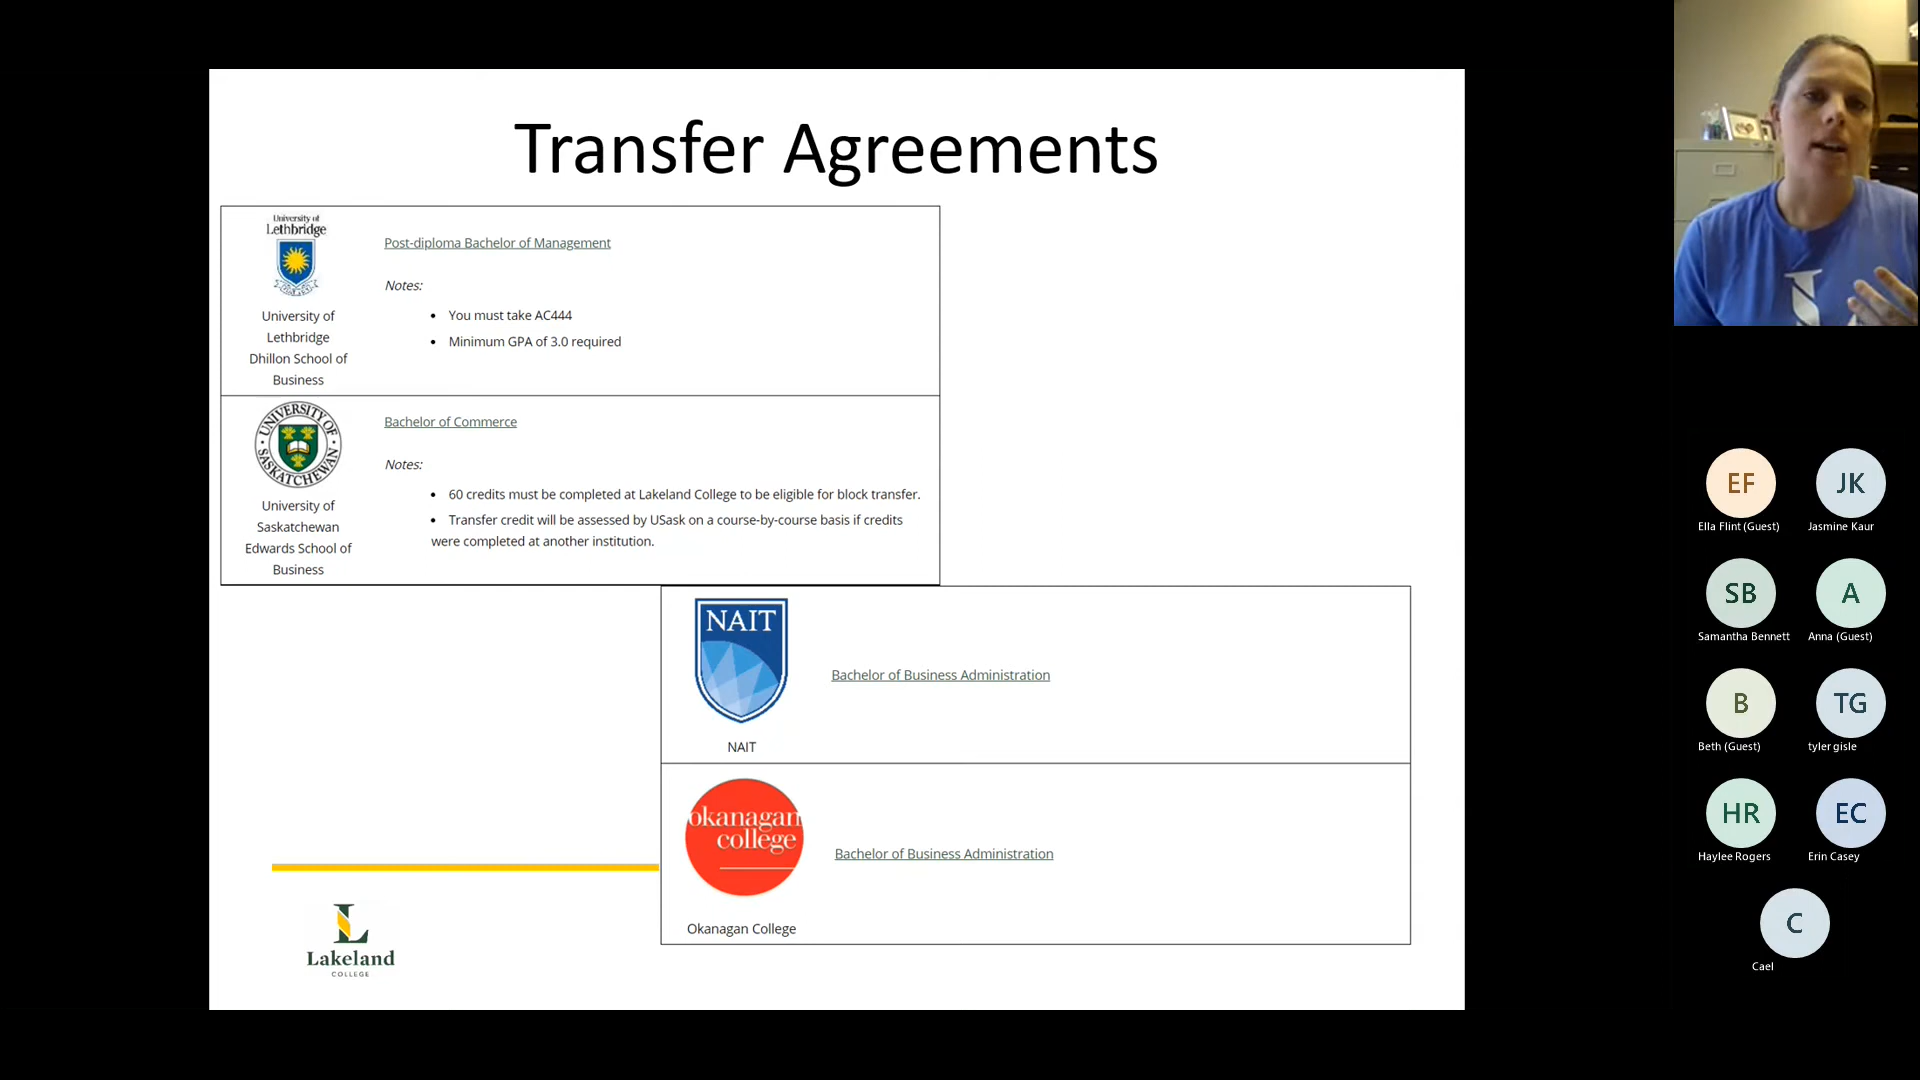 Transfer Agreements
University of
Lethbridge
Post-diploma Bachelor of Management
Notes:
• You must take AC444
• Minimum GPA of 3.0 required
University of
Lethbridge
Dhillon School of
Business
UNIVERSITY OF
SASKATCHEWAN
Bachelor of Commerce
Notes:
• 60 credits must be completed at Lakeland College to be eligible for block transfer.
• Transfer credit will be assessed by USask on a course-by-course basis if credits
were completed at another institution.
University of
Saskatchewan
Edwards School of
Business
NAIT
Bachelor of Business Administration
NAIT
okanagan
college
Bachelor of Business Administration
Okanagan College
Lakeland
COLLEGE
EF
Ella Flint (Guest)
JK
Jasmine Kaur
SB
Samantha Bennett
A
Anna (Guest)
B
Beth (Guest)
TG
tyler gisle
HR
Haylee Rogers
EC
Erin Casey
C
Cael